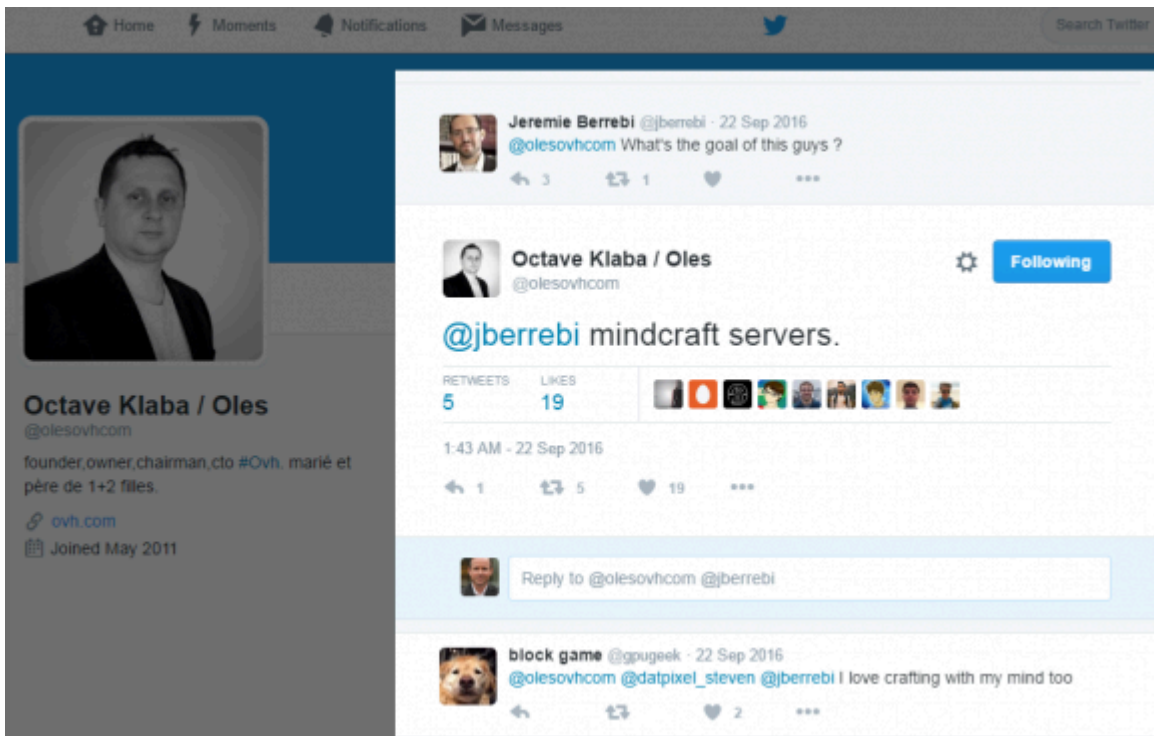 Home Moments Notifications Messages Search Twitter
Jeremie Berrebi @jberrebi · 22 Sep 2016
@olesovhcom What's the goal of this guys ?
3 1
Octave Klaba / Oles
@olesovhcom
Following
@jberrebi mindcraft servers.
RETWEETS LIKES
5 19
1:43 AM - 22 Sep 2016
1 5 19
Reply to @olesovhcom @jberrebi
block game @gpugeek · 22 Sep 2016
@olesovhcom @datpixel_steven @jberrebi I love crafting with my mind too
2
Octave Klaba / Oles
@olesovhcom
founder,owner,chairman,cto #Ovh. marié et
père de 1+2 filles.
ovh.com
Joined May 2011